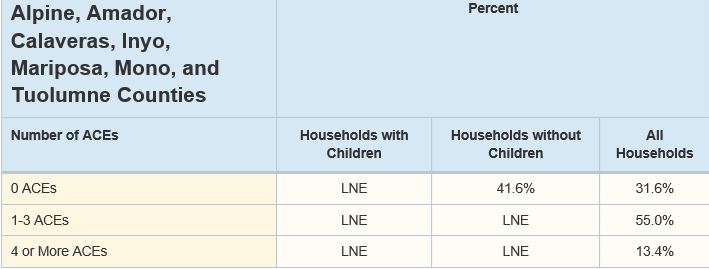 Alpine, Amador,
Calaveras, Inyo,
Mariposa, Mono, and
Tuolumne Counties
Percent
Number of ACEs
Households with Children
Households without Children
All Households
0 ACEs LNE 41.6% 31.6%
1-3 ACEs LNE LNE 55.0%
4 or More ACEs LNE LNE 13.4%